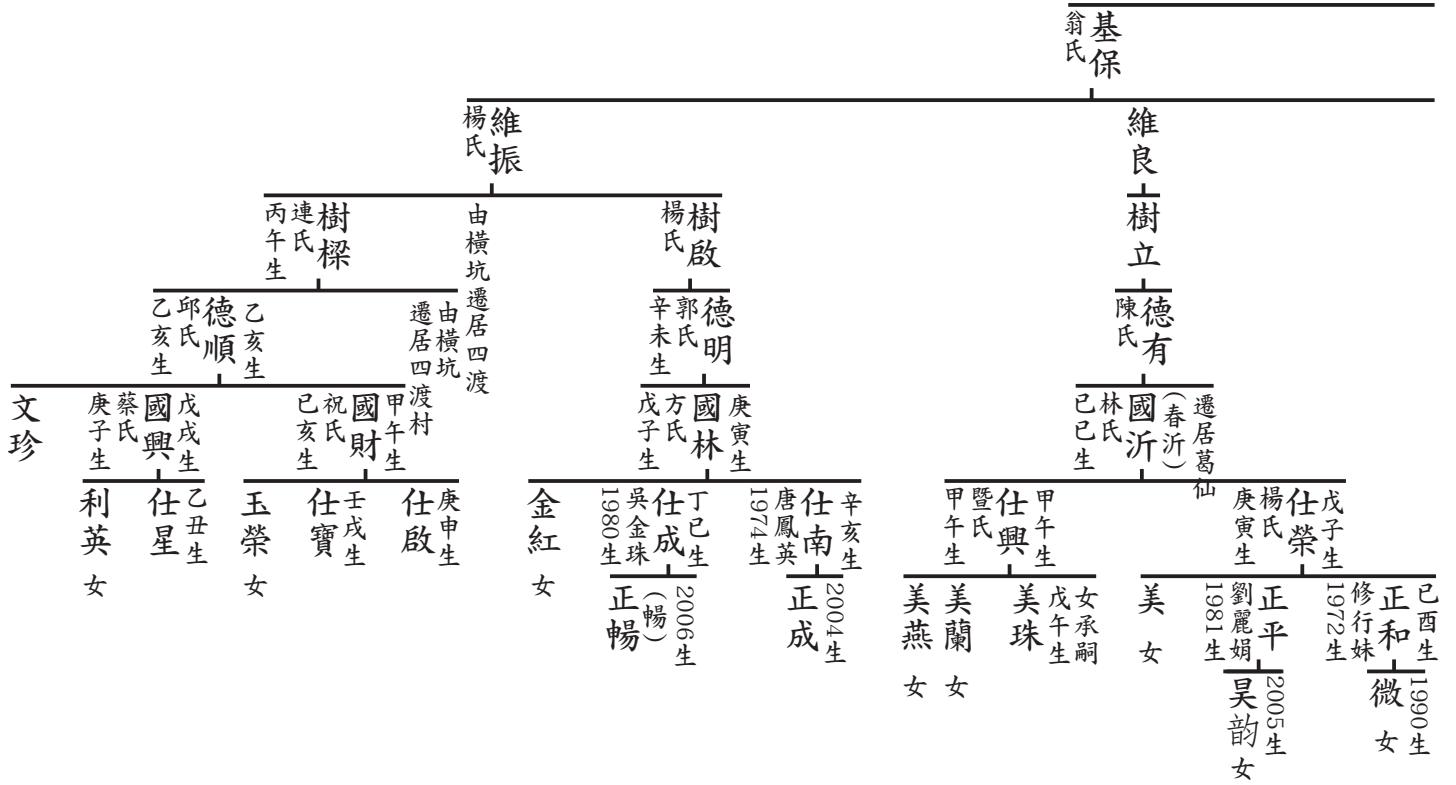 基保
翁氏
維良
維振
楊氏
樹立
樹啟
楊氏
由橫坑遷居四渡
樹樑
連氏
丙午生
德有
陳氏
德明
郭氏
辛未生
由橫坑
遷居四渡村
乙亥生
德順
邱氏
乙亥生
遷居葛仙
(春沂)
國沂
林氏
己巳生
庚寅生
國林
方氏
戊子生
甲午生
國財
祝氏
己亥生
戊戌生
國興
蔡氏
庚子生
文珍
戊子生
仕榮
楊氏
庚寅生
甲午生
仕興
暨氏
甲午生
辛亥生
仕南
唐鳳英
1974生
丁巳生
仕成
吳金珠
1980生
金紅 女
庚申生
仕啟
壬戌生
仕寶
玉榮 女
乙丑生
仕星
利英 女
己酉生
正和
修行妹
1972生
正平
劉麗娟
1981生
美 女
女承嗣
戊午生
美珠
美蘭 女
美燕 女
2004生
正成
2006生
(暢)
正暢
1990生
微 女
2005生
昊韵 女